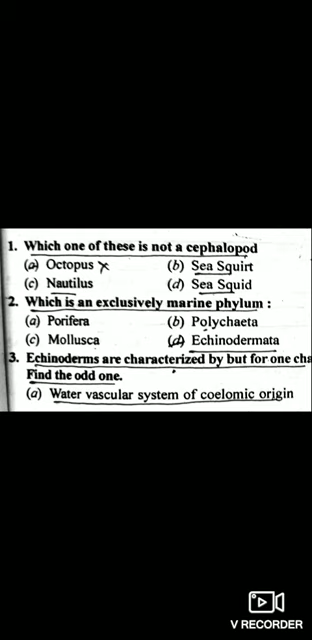 1. Which one of these is not a cephalopod
(a) Octopus (b) Sea Squirt
(c) Nautilus (d) Sea Squid
2. Which is an exclusively marine phylum :
(a) Porifera (b) Polychaeta
(c) Mollusca (d) Echinodermata
3. Echinoderms are characterized by but for one cha
Find the odd one.
(a) Water vascular system of coelomic origin
V RECORDER